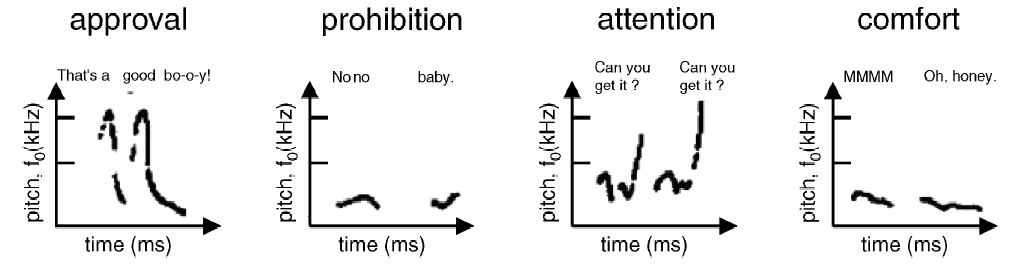 approval
That's a good bo-o-y!
pitch, f0(kHz)
time (ms)
prohibition
No no baby.
pitch, f0(kHz)
time (ms)
attention
Can you Can you
get it ? get it ?
pitch, f0(kHz)
time (ms)
comfort
MMMM Oh, honey.
pitch, f0(kHz)
time (ms)